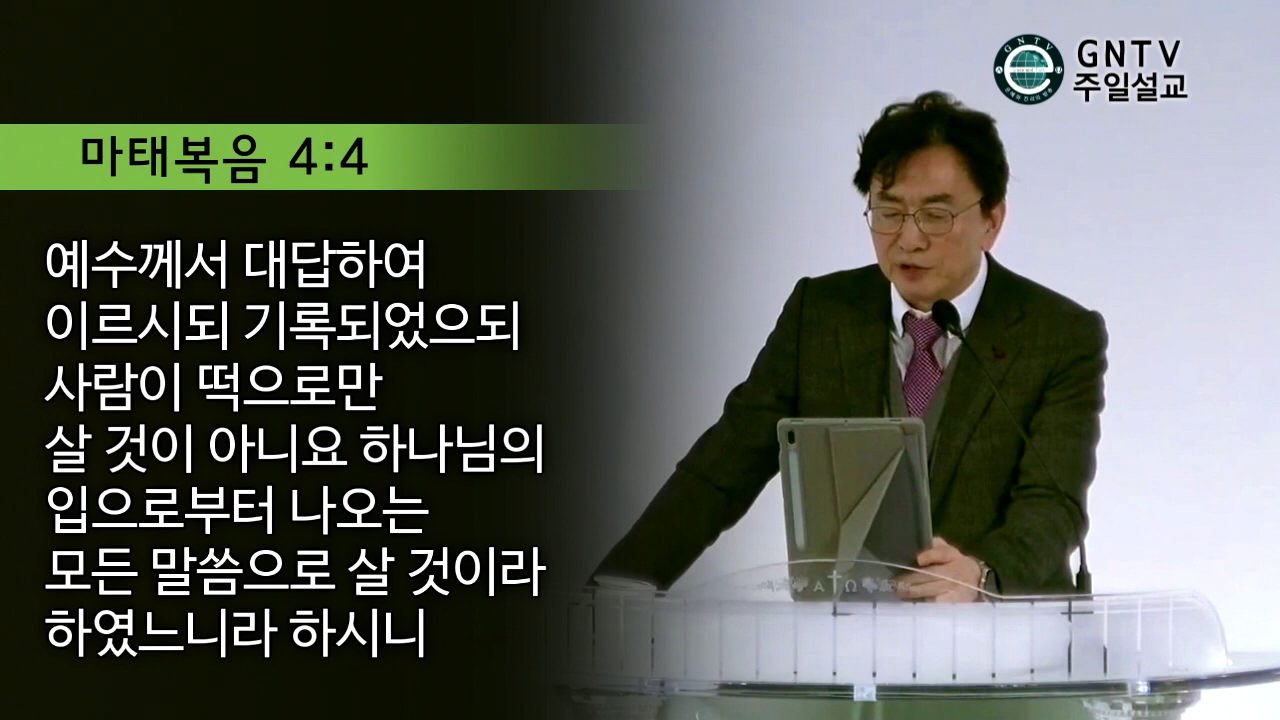 GNTV
주일설교
마태복음 4:4
예수께서 대답하여
이르시되 기록되었으되
사람이 떡으로만
살 것이 아니요 하나님의
입으로부터 나오는
모든 말씀으로 살 것이라
하였느니라 하시니
GNTV
Α Ω